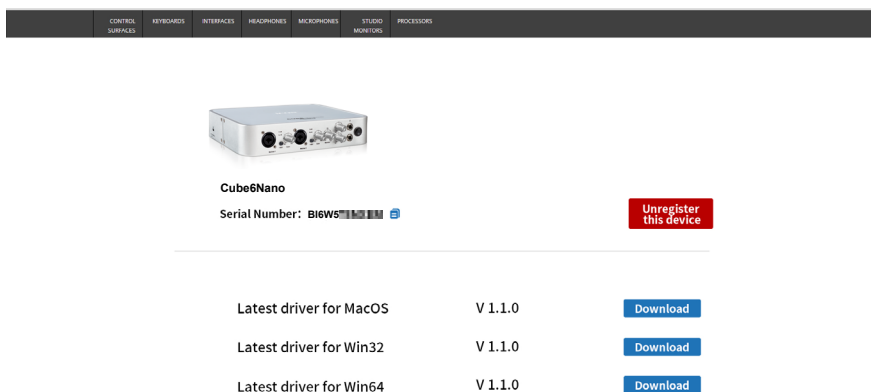 CONTROL SURFACES
KEYBOARDS
INTERFACES
HEADPHONES
MICROPHONES
STUDIO MONITORS
PROCESSORS
Cube6Nano
Serial Number: BI6W5
Unregister
this device
Latest driver for MacOS V 1.1.0 Download
Latest driver for Win32 V 1.1.0 Download
Latest driver for Win64 V 1.1.0 Download